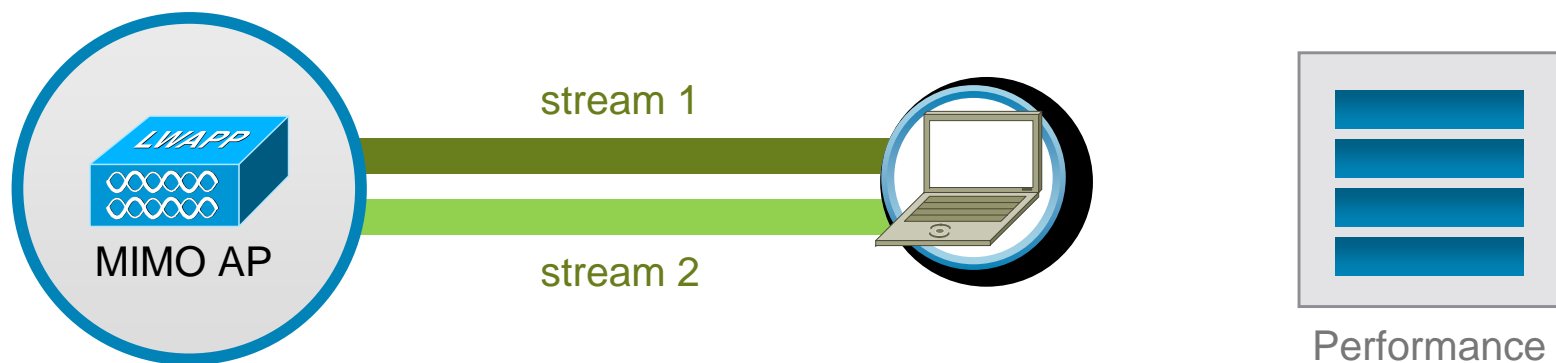 stream 1
LWAPP
MIMO AP
stream 2
Performance